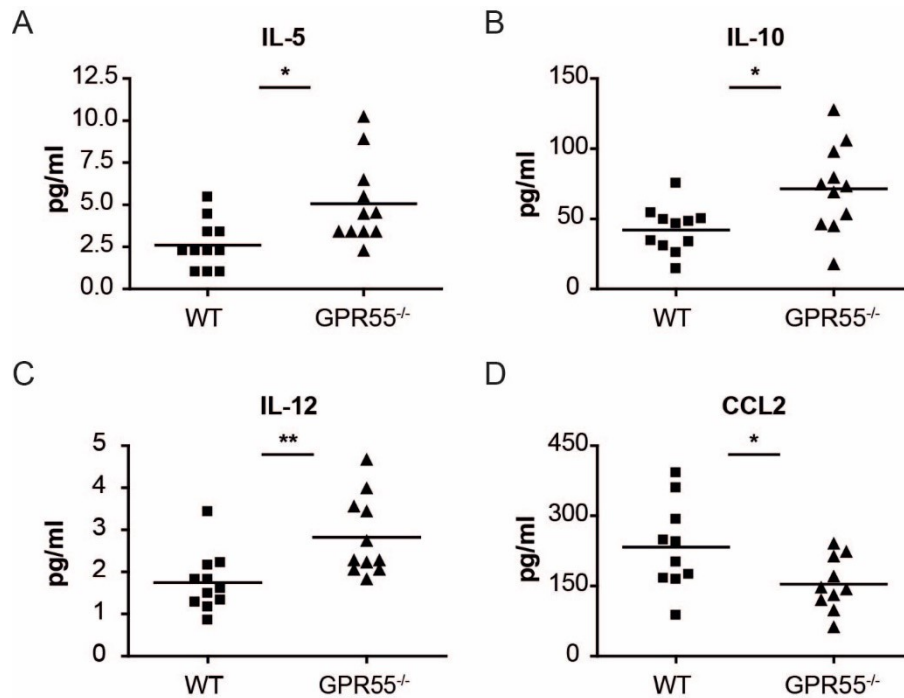 A
IL-5
*
12.5
10.0
7.5
5.0
2.5
0.0
pg/ml
WT
GPR55-/-
B
IL-10
*
150
100
50
0
pg/ml
WT
GPR55-/-
C
IL-12
**
5
4
3
2
1
0
pg/ml
WT
GPR55-/-
D
CCL2
*
450
300
150
0
pg/ml
WT
GPR55-/-